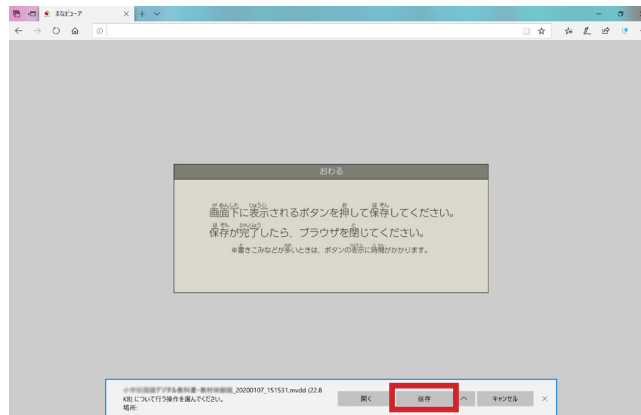 まなビューア
おわる
画面下に表示されるボタンを押して保存してください。
保存が完了したら、ブラウザを閉じてください。
※書きこみなどが多いときは、ボタンの表示に時間がかかります。
_20200107_151531.mvdd (22.8
KB) について行う操作を選んでください。
場所:
開く
保存
キャンセル